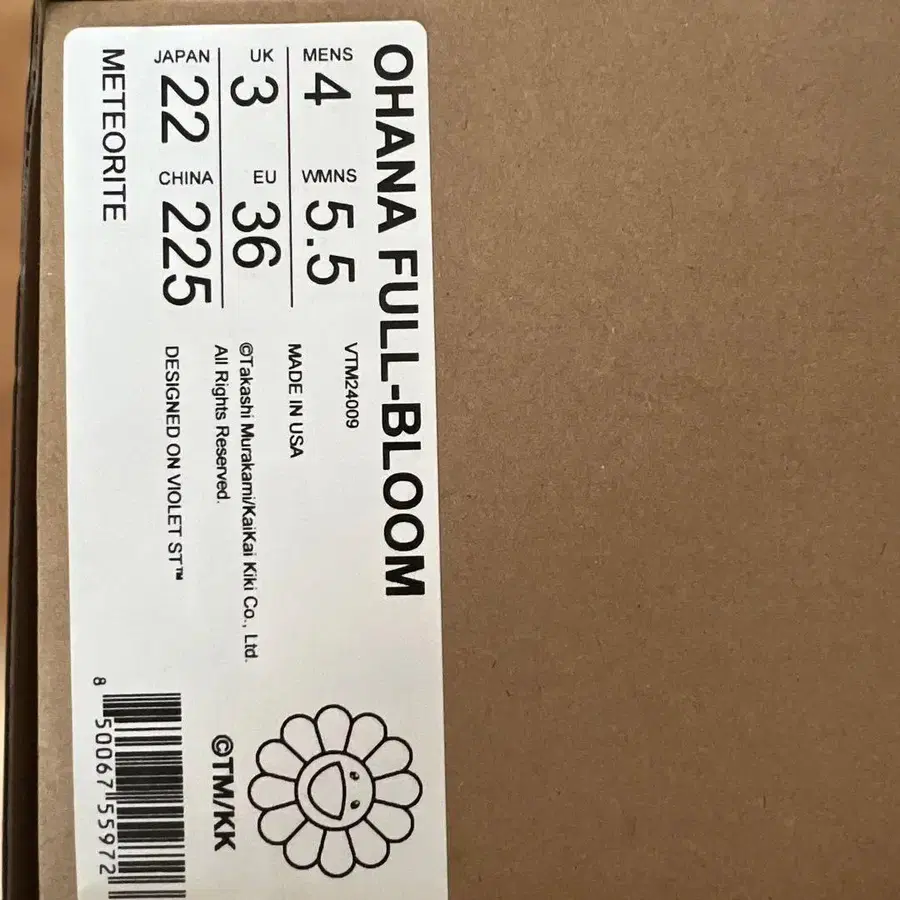 OHANA FULL-BLOOM
VTM24009
MENS
4
WMNS
5.5
UK
3
EU
36
JAPAN
22
CHINA
225
METEORITE
MADE IN USA
©Takashi Murakami/KaiKai Kiki Co., Ltd.
All Rights Reserved.
DESIGNED ON VIOLET ST™
©TM/KK
8 50067 55972